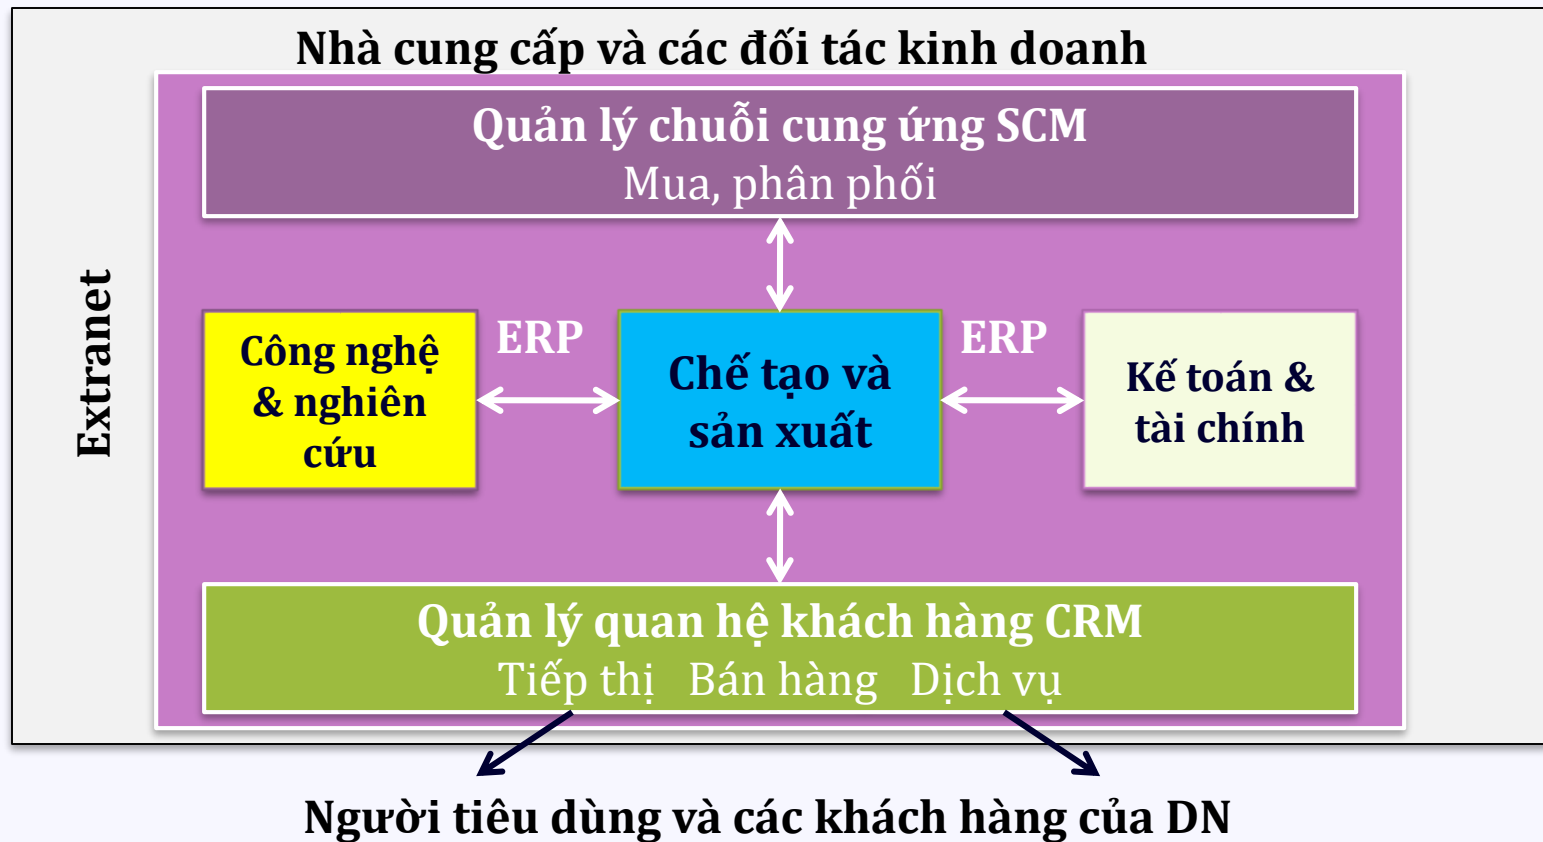 Nhà cung cấp và các đối tác kinh doanh
Quản lý chuỗi cung ứng SCM
Mua, phân phối
Extranet
Công nghệ
& nghiên
cứu
ERP
Chế tạo và
sản xuất
ERP
Kế toán &
tài chính
Quản lý quan hệ khách hàng CRM
Tiếp thị Bán hàng Dịch vụ
Người tiêu dùng và các khách hàng của DN